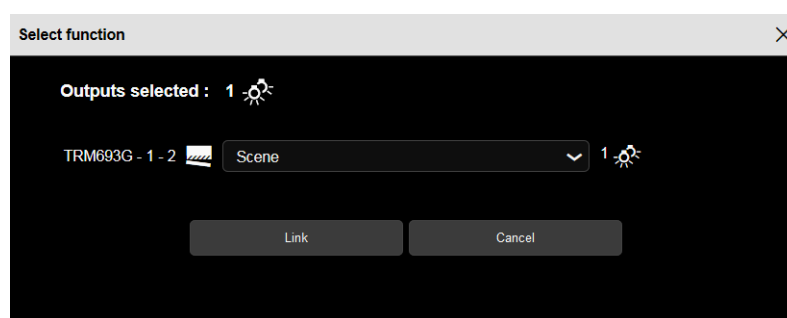 Select function
Outputs selected : 1
TRM693G - 1 - 2 Scene 1
Link Cancel